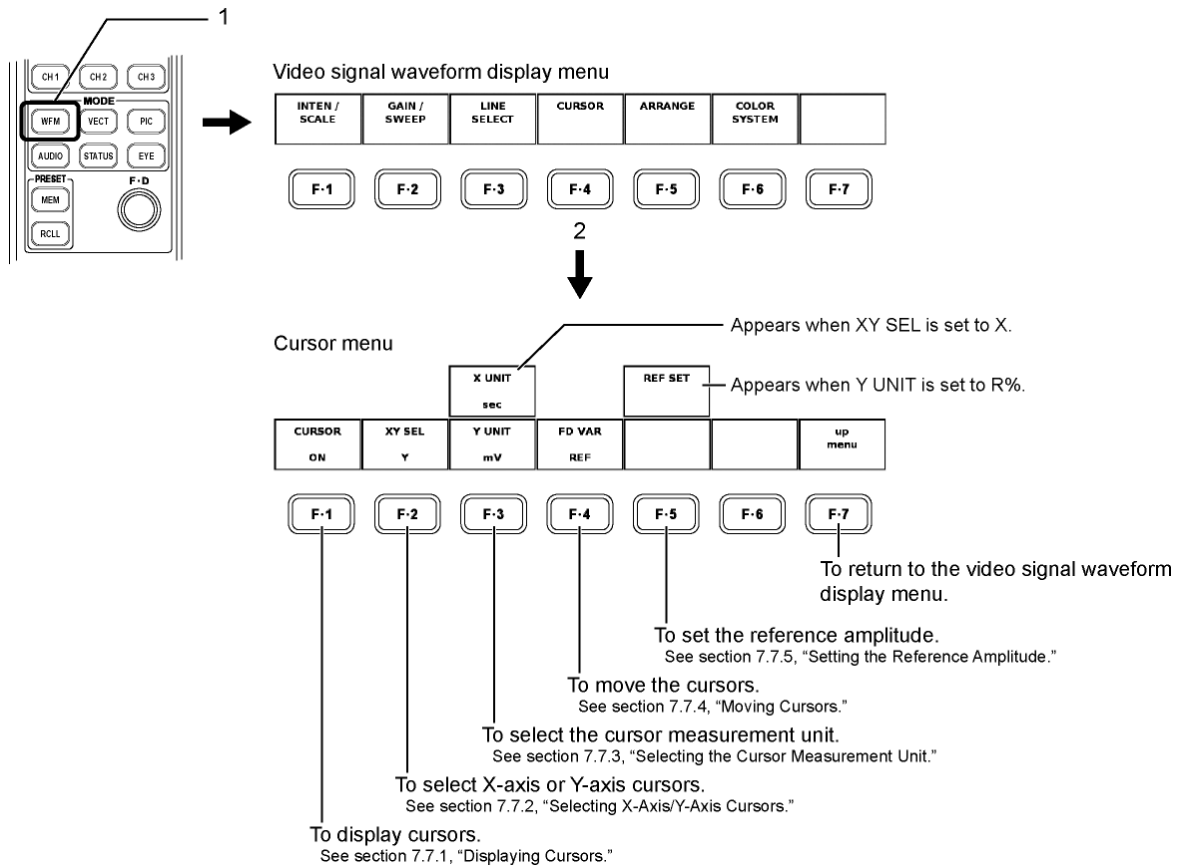 1
CH 1
CH 2
CH 3
MODE
WFM
VECT
PIC
AUDIO
STATUS
EYE
PRESET
F・D
MEM
RCLL
Video signal waveform display menu
INTEN /
SCALE
GAIN /
SWEEP
LINE
SELECT
CURSOR
ARRANGE
COLOR
SYSTEM
F・1
F・2
F・3
F・4
F・5
F・6
F・7
2
Appears when XY SEL is set to X.
Cursor menu
X UNIT
sec
REF SET
Appears when Y UNIT is set to R%.
CURSOR
ON
XY SEL
Y
Y UNIT
mV
FD VAR
REF
up
menu
F・1
F・2
F・3
F・4
F・5
F・6
F・7
To return to the video signal waveform
display menu.
To set the reference amplitude.
See section 7.7.5, “Setting the Reference Amplitude.”
To move the cursors.
See section 7.7.4, “Moving Cursors.”
To select the cursor measurement unit.
See section 7.7.3, “Selecting the Cursor Measurement Unit.”
To select X-axis or Y-axis cursors.
See section 7.7.2, “Selecting X-Axis/Y-Axis Cursors.”
To display cursors.
See section 7.7.1, “Displaying Cursors.”